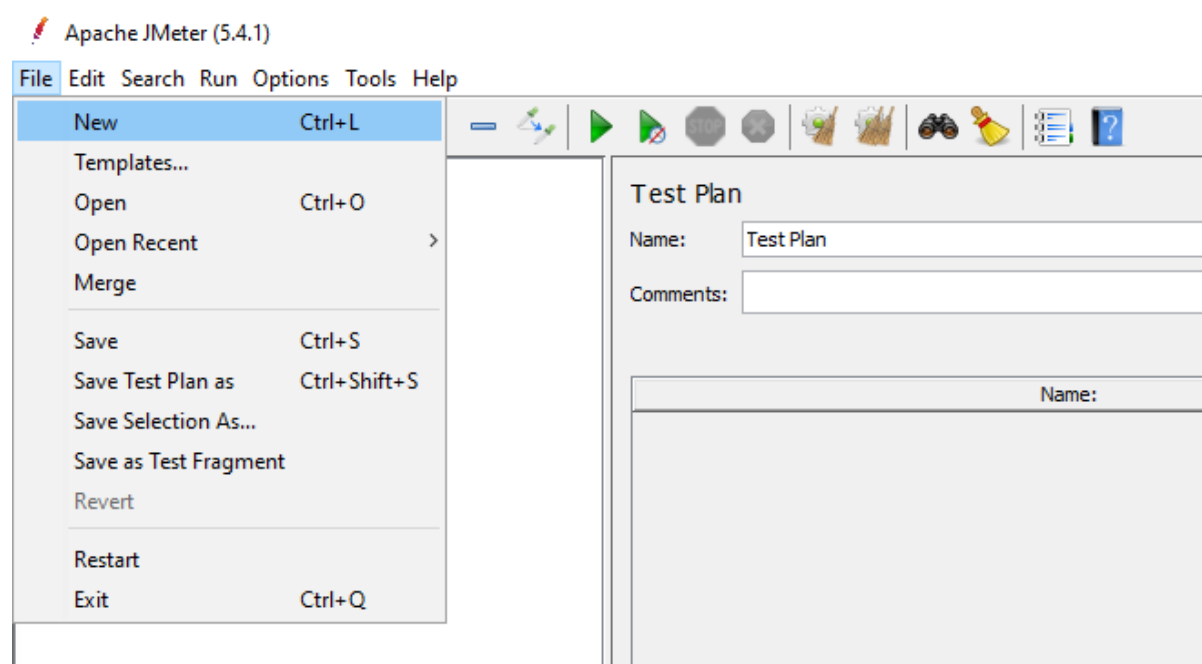 Apache JMeter (5.4.1)
File Edit Search Run Options Tools Help
New Ctrl+L
Templates...
Open Ctrl+O
Open Recent
Merge
Save Ctrl+S
Save Test Plan as Ctrl+Shift+S
Save Selection As...
Save as Test Fragment
Revert
Restart
Exit Ctrl+Q
STOP
?
Test Plan
Name: Test Plan
Comments:
Name: